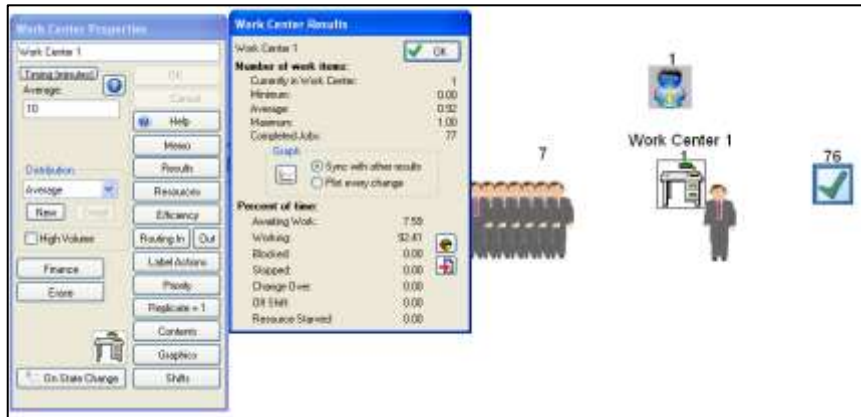 Work Center Properties
Work Center 1
Timing (minutes)
Average:
10
Distribution
Average
New
Detail
High Volume
Finance
Erase
On State Change
OK
Cancel
Help
Memo
Results
Resources
Efficiency
Routing In Out
Label Actions
Priority
Replicate = 1
Contents
Graphics
Shifts
Work Center Results
Work Center 1
OK
Number of work items:
Currently in Work Center: 1
Minimum: 0.00
Average: 0.92
Maximum: 1.00
Completed Jobs: 77
Graph
Sync with other results
Plot every change
Percent of time:
Awaiting Work: 7.59
Working: 92.41
Blocked: 0.00
Stopped: 0.00
Change Over: 0.00
Off Shift: 0.00
Resource Starved 0.00
7
1
Work Center 1
1
76